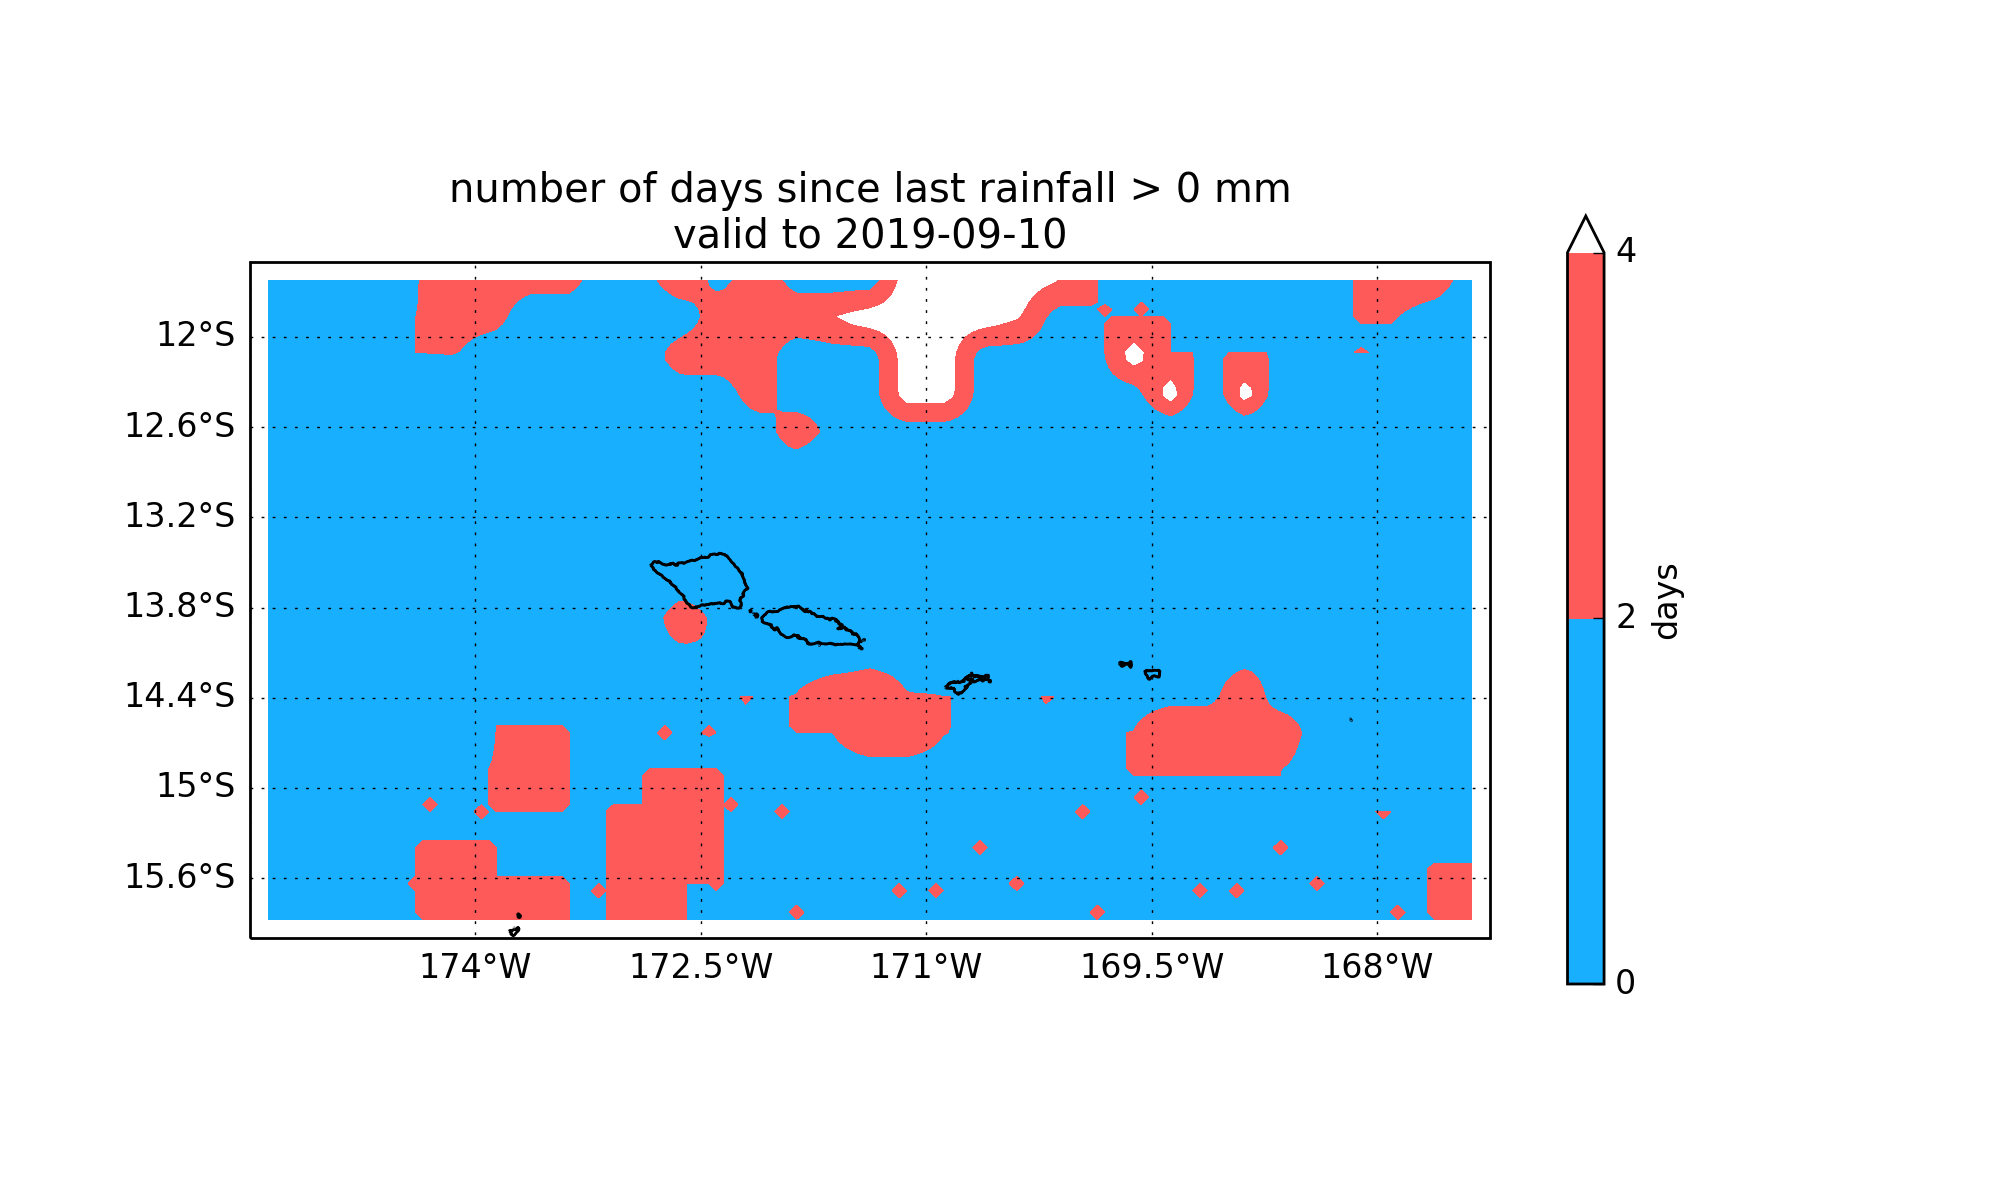 number of days since last rainfall > 0 mm
valid to 2019-09-10
12°S
12.6°S
13.2°S
13.8°S
14.4°S
15°S
15.6°S
174°W
172.5°W
171°W
169.5°W
168°W
4
2
0
days